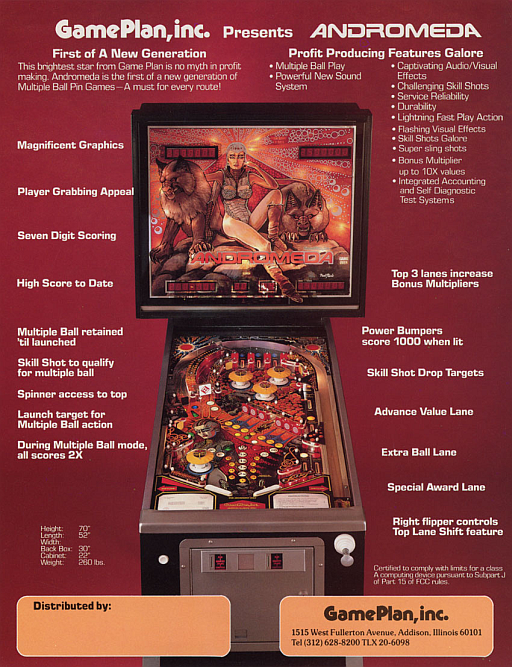 GamePlan, inc. Presents ANDROMEDA
First of A New Generation
This brightest star from Game Plan is no myth in profit
making. Andromeda is the first of a new generation of
Multiple Ball Pin Games—A must for every route!
Profit Producing Features Galore
• Multiple Ball Play
• Powerful New Sound
System
• Captivating Audio/Visual
Effects
• Challenging Skill Shots
• Service Reliability
• Durability
• Lightning Fast Play Action
• Flashing Visual Effects
• Skill Shots Galore
• Super sling shots
• Bonus Multiplier
up to 10X values
• Integrated Accounting
and Self Diagnostic
Test Systems
Magnificent Graphics
Player Grabbing Appeal
Seven Digit Scoring
High Score to Date
Multiple Ball retained
'til launched
Skill Shot to qualify
for multiple ball
Spinner access to top
Launch target for
Multiple Ball action
During Multiple Ball mode,
all scores 2X
ANDROMEDA
Top 3 lanes increase
Bonus Multipliers
Power Bumpers
score 1000 when lit
Skill Shot Drop Targets
Advance Value Lane
Extra Ball Lane
Special Award Lane
Right flipper controls
Top Lane Shift feature
Height: 70"
Length: 52"
Width:
Back Box: 30"
Cabinet: 22"
Weight: 260 lbs.
Certified to comply with limits for a class
A computing device pursuant to Subpart J
of Part 15 of FCC rules.
Distributed by:
GamePlan, inc.
1515 West Fullerton Avenue, Addison, Illinois 60101
Tel (312) 628-8200 TLX 20-6098